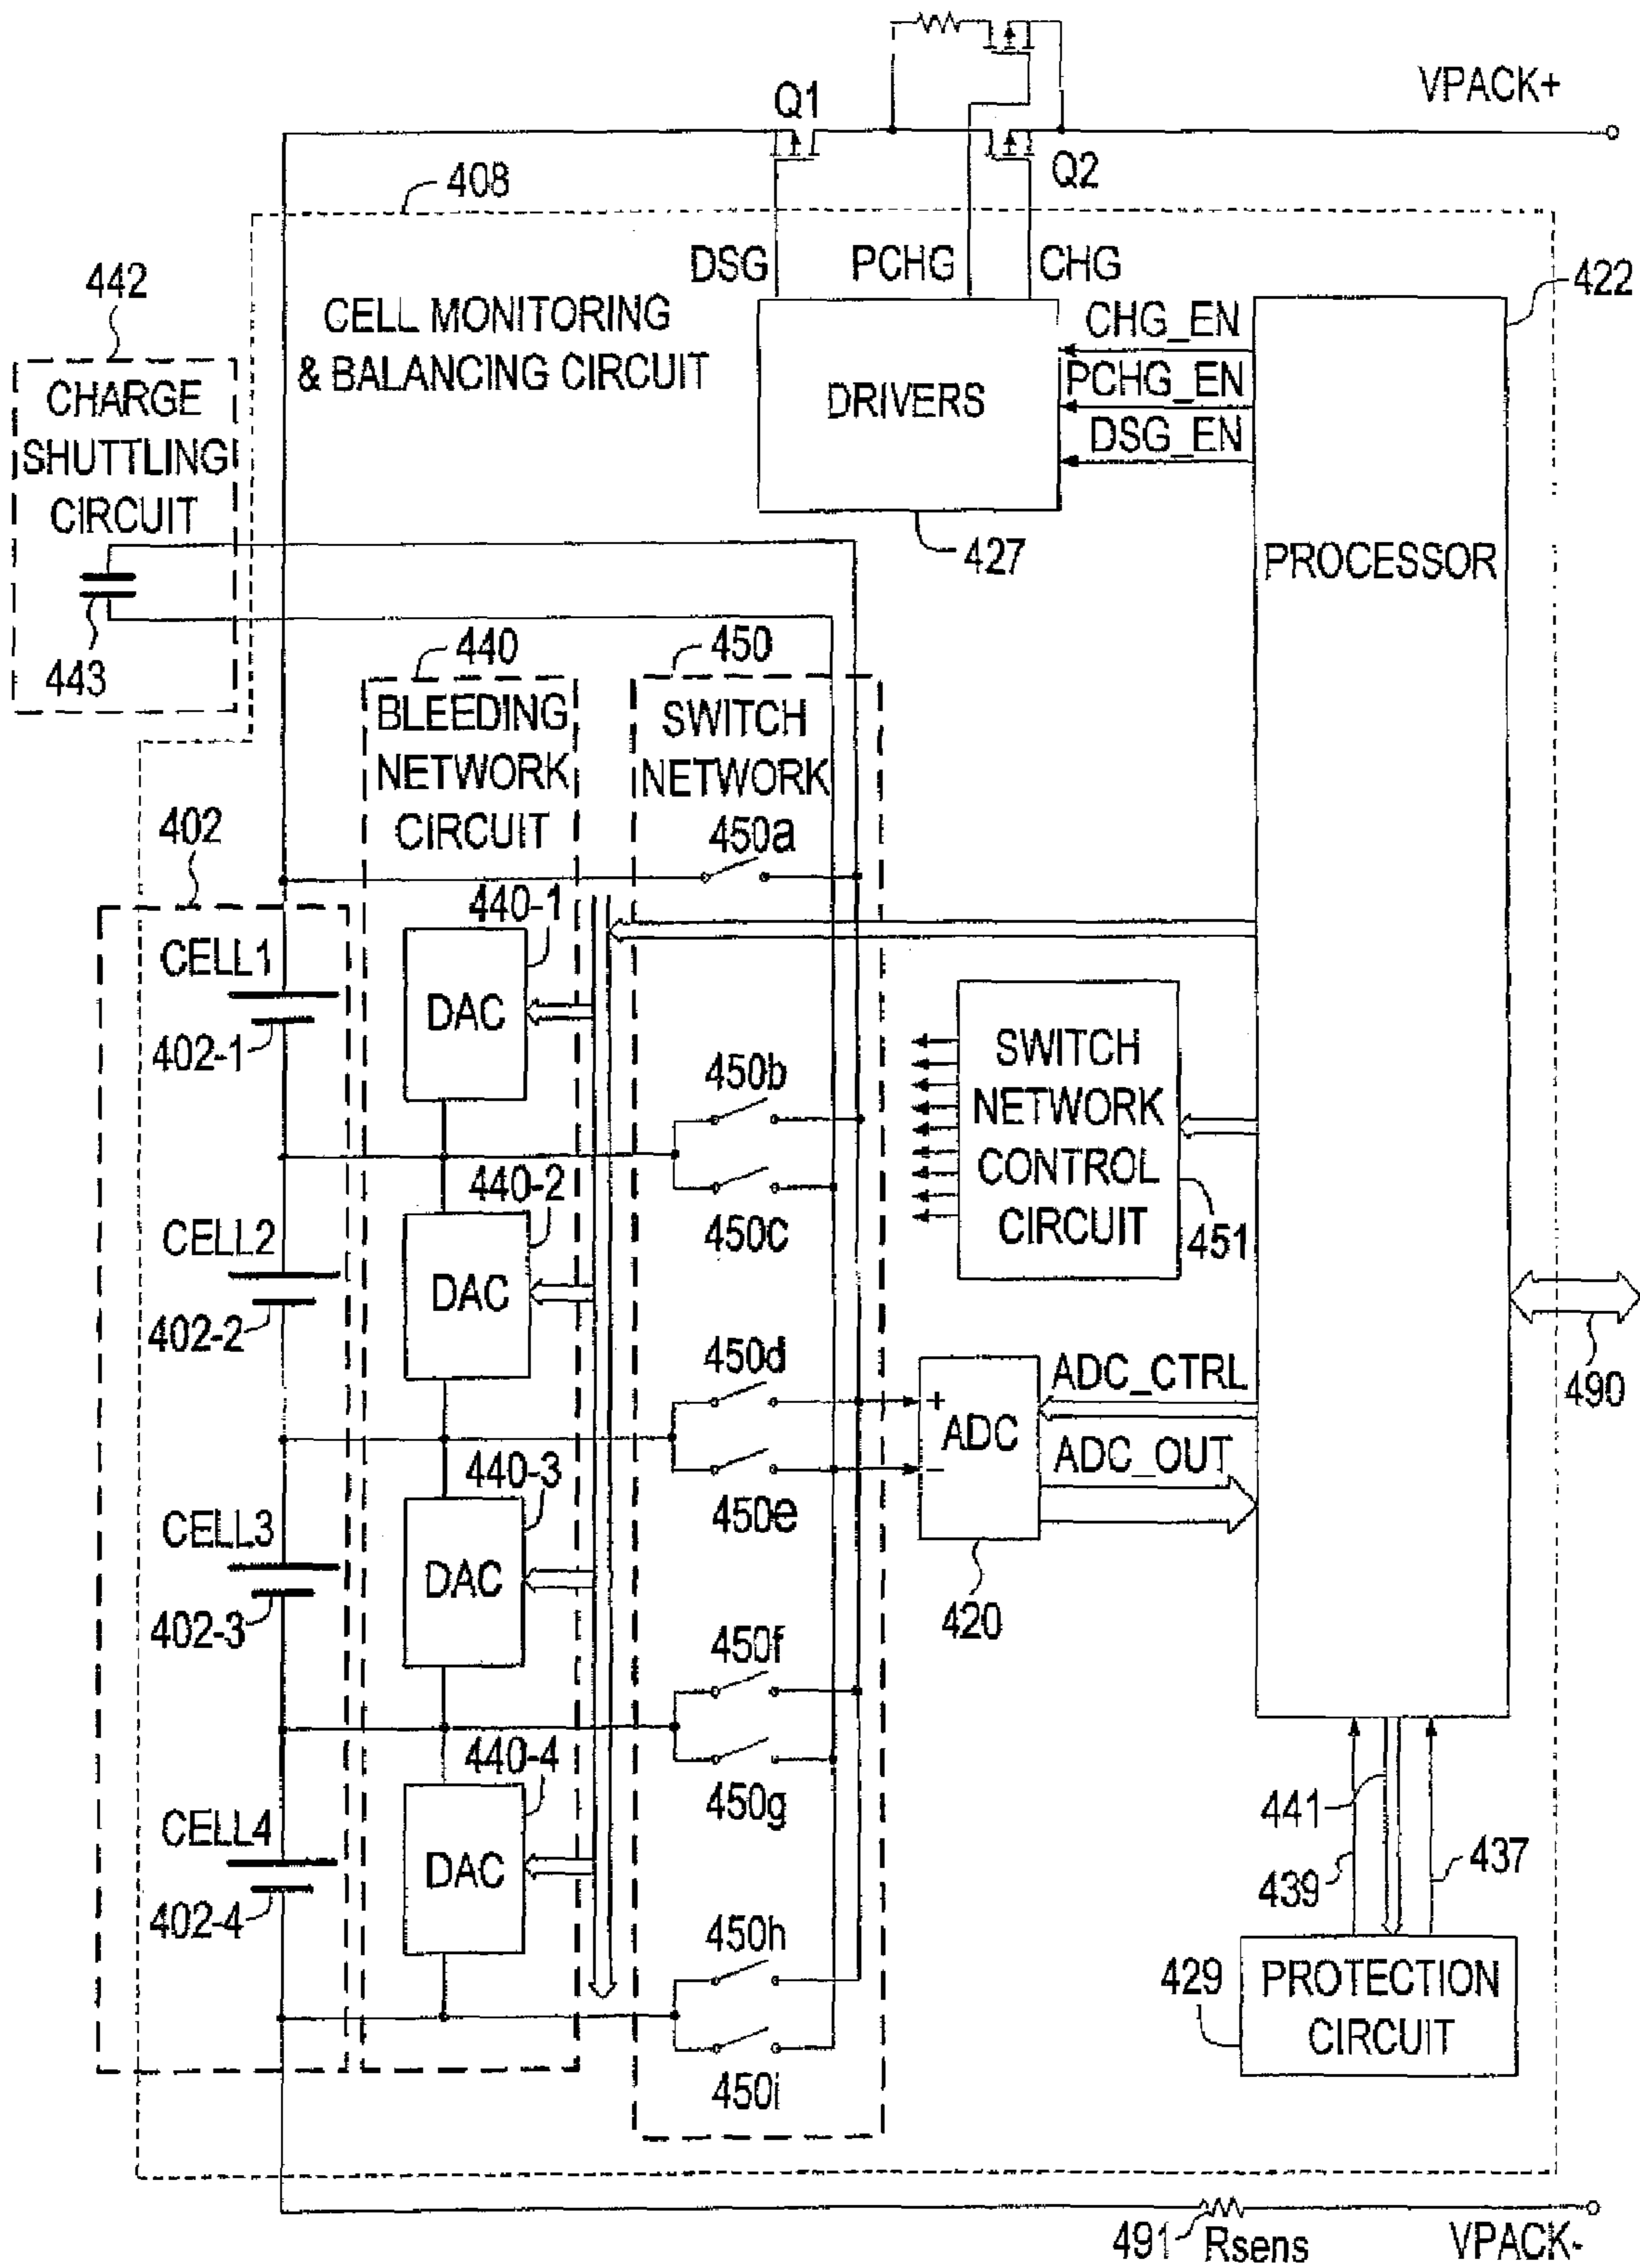 VPACK+
Q1
Q2
408
DSG
PCHG
CHG
442
422
CELL MONITORING
& BALANCING CIRCUIT
CHG_EN
PCHG_EN
DSG_EN
CHARGE
SHUTTLING
CIRCUIT
DRIVERS
427
PROCESSOR
443
440
450
BLEEDING
NETWORK
CIRCUIT
SWITCH
NETWORK
402
450a
440-1
CELL1
DAC
402-1
450b
SWITCH
NETWORK
CONTROL
CIRCUIT
451
440-2
450c
CELL2
DAC
402-2
450d
ADC_CTRL
490
+
ADC
-
ADC_OUT
440-3
450e
CELL3
DAC
402-3
420
450f
440-4
450g
441
439
437
CELL4
DAC
402-4
450h
429
PROTECTION
CIRCUIT
450i
491
Rsens
VPACK-